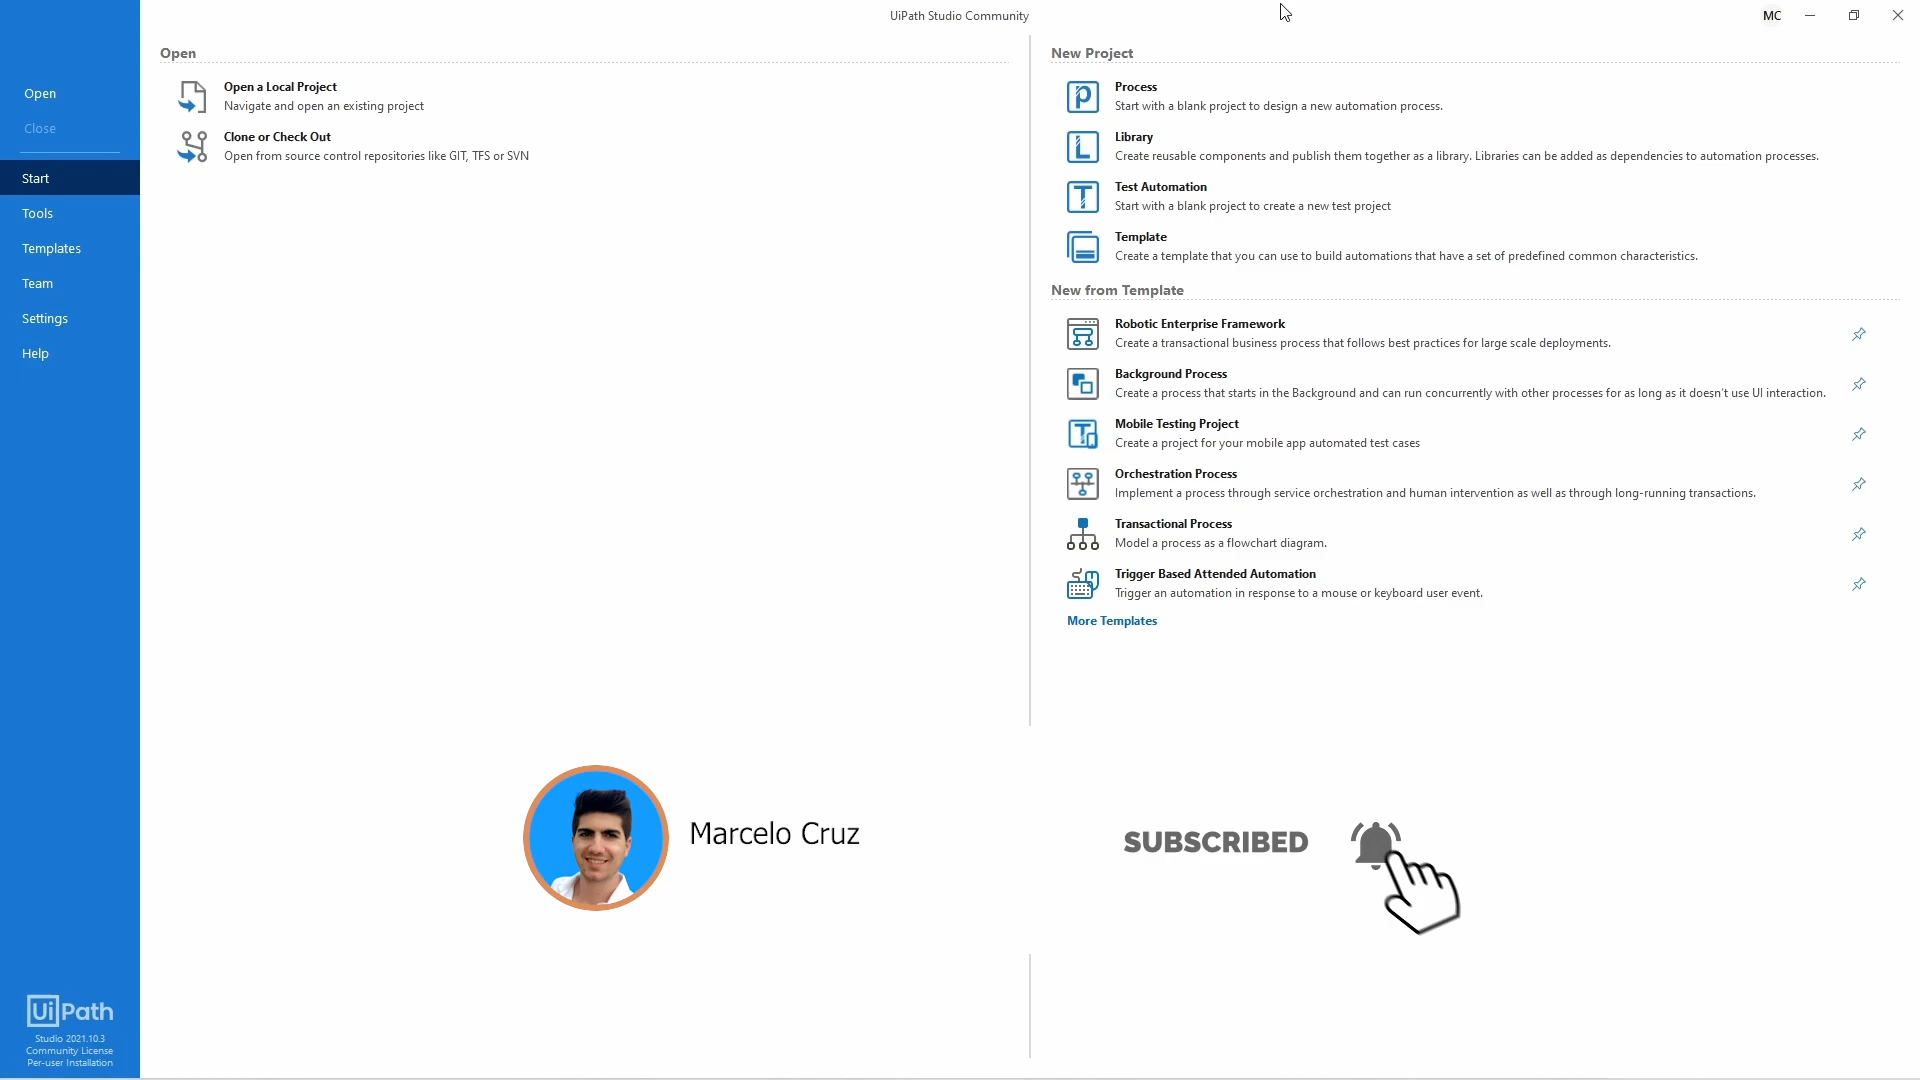 UiPath Studio Community
MC
Open
Close
Start
Tools
Templates
Team
Settings
Help
Open
Open a Local Project
Navigate and open an existing project
Clone or Check Out
Open from source control repositories like GIT, TFS or SVN
New Project
Process
Start with a blank project to design a new automation process.
Library
Create reusable components and publish them together as a library. Libraries can be added as dependencies to automation processes.
Test Automation
Start with a blank project to create a new test project
Template
Create a template that you can use to build automations that have a set of predefined common characteristics.
New from Template
Robotic Enterprise Framework
Create a transactional business process that follows best practices for large scale deployments.
Background Process
Create a process that starts in the Background and can run concurrently with other processes for as long as it doesn't use UI interaction.
Mobile Testing Project
Create a project for your mobile app automated test cases
Orchestration Process
Implement a process through service orchestration and human intervention as well as through long-running transactions.
Transactional Process
Model a process as a flowchart diagram.
Trigger Based Attended Automation
Trigger an automation in response to a mouse or keyboard user event.
More Templates
Marcelo Cruz
SUBSCRIBED
UiPath
Studio 2021.10.3
Community License
Per-user Installation